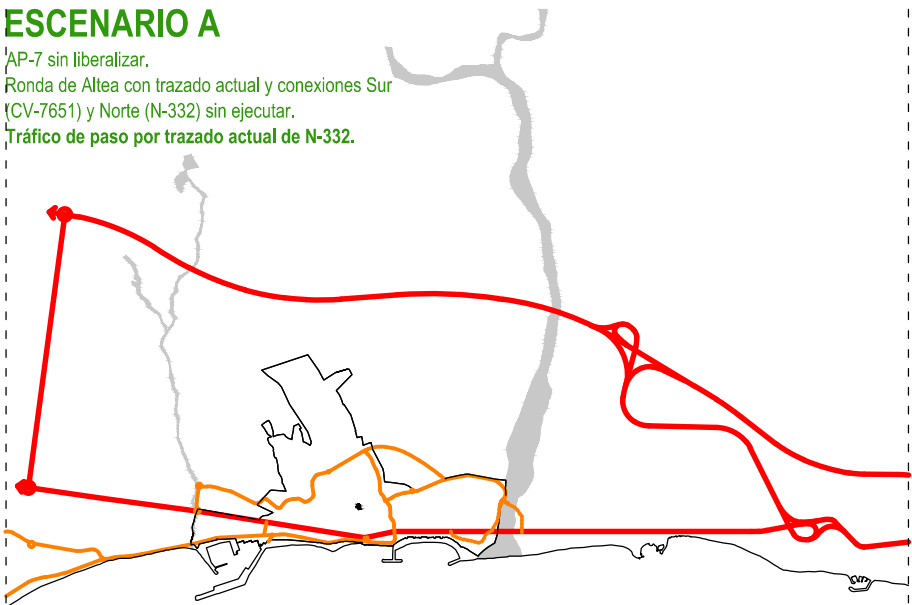 ESCENARIO A
AP-7 sin liberalizar.
Ronda de Altea con trazado actual y conexiones Sur
(CV-7651) y Norte (N-332) sin ejecutar.
Tráfico de paso por trazado actual de N-332.